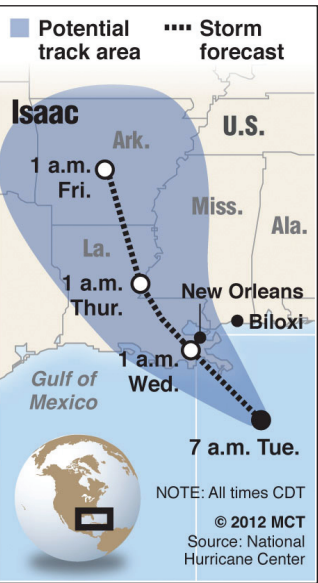 Potential
track area
Storm
forecast
Isaac
U.S.
Ark.
1 a.m.
Fri.
Miss.
Ala.
La.
1 a.m.
Thur.
New Orleans
Biloxi
1 a.m.
Wed.
Gulf of
Mexico
7 a.m. Tue.
NOTE: All times CDT
© 2012 MCT
Source: National
Hurricane Center